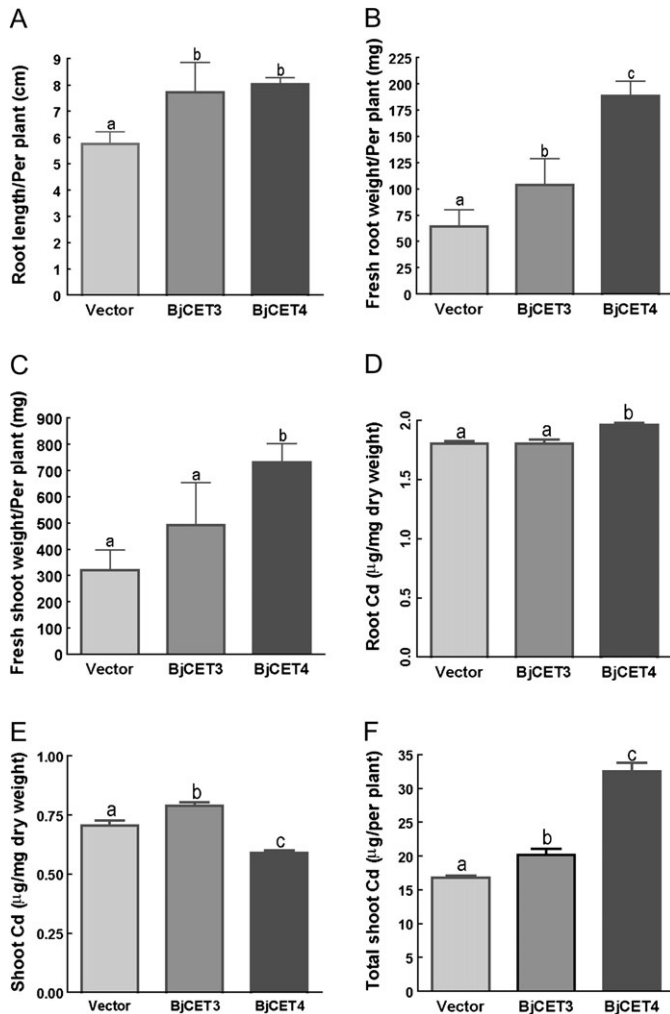 A
Root length/Per plant (cm)
9
8
7
6
5
4
3
2
1
0
a
b
b
Vector BjCET3 BjCET4
B
Fresh root weight/Per plant (mg)
225
200
175
150
125
100
75
50
25
0
a
b
c
Vector BjCET3 BjCET4
C
Fresh shoot weight/Per plant (mg)
900
800
700
600
500
400
300
200
100
0
a
a
b
Vector BjCET3 BjCET4
D
Root Cd (µg/mg dry weight)
2.0
1.5
1.0
0.5
0.0
a
a
b
Vector BjCET3 BjCET4
E
Shoot Cd (µg/mg dry weight)
1.00
0.75
0.50
0.25
0.00
a
b
c
Vector BjCET3 BjCET4
F
Total shoot Cd (µg/per plant)
35
30
25
20
15
10
5
0
a
b
c
Vector BjCET3 BjCET4